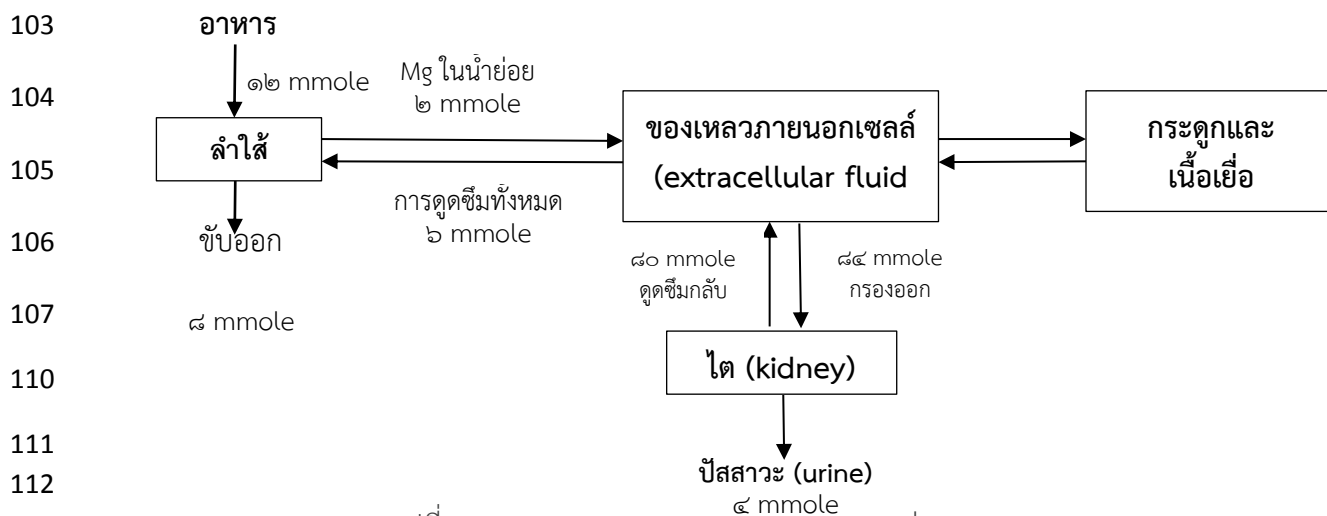 103
อาหาร
๑๒ mmole
Mg ในน้ำย่อย
๒ mmole
104
ลำไส้
ของเหลวภายนอกเซลล์
(extracellular fluid
กระดูกและ
เนื้อเยื่อ
105
การดูดซึมทั้งหมด
๖ mmole
106
ขับออก
๘๐ mmole
ดูดซึมกลับ
๘๔ mmole
กรองออก
107
๘ mmole
110
ไต (kidney)
111
112
ปัสสาวะ (urine)
๔ mmole